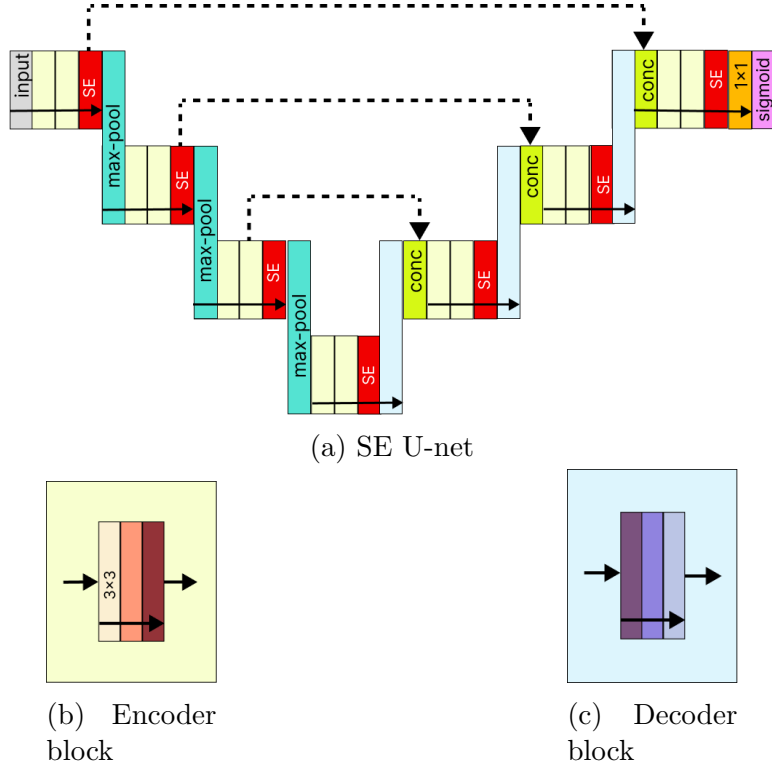 input
SE
max-pool
SE
max-pool
SE
max-pool
SE
conc
SE
conc
SE
conc
SE
1×1
sigmoid
(a) SE U-net
3×3
(b) Encoder
block
(c) Decoder
block